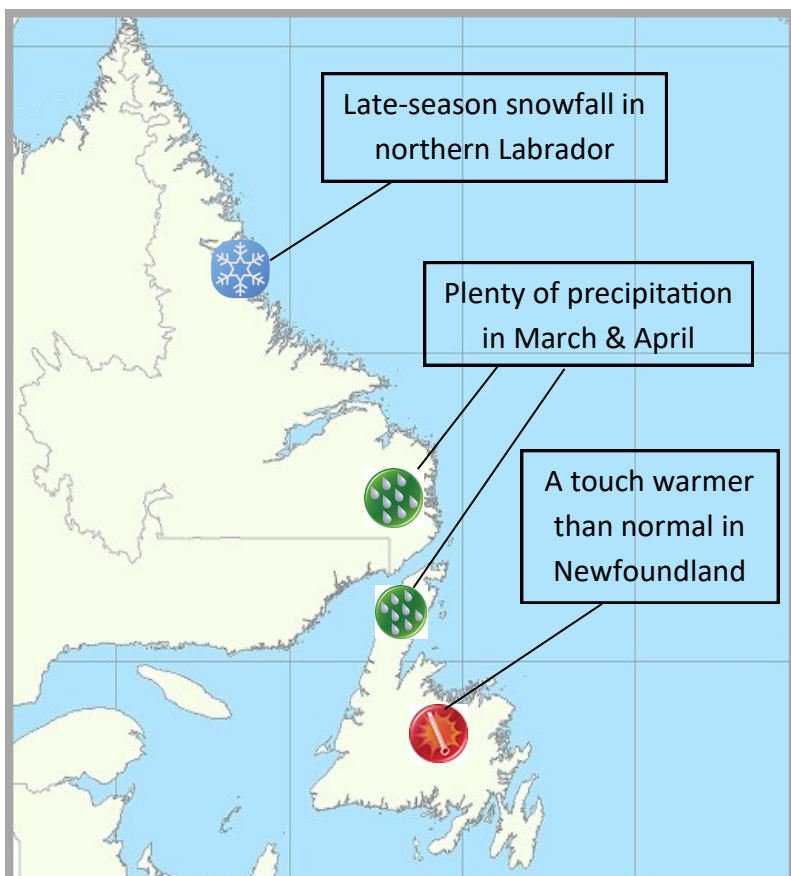 Late-season snowfall in
northern Labrador
Plenty of precipitation
in March & April
A touch warmer
than normal in
Newfoundland